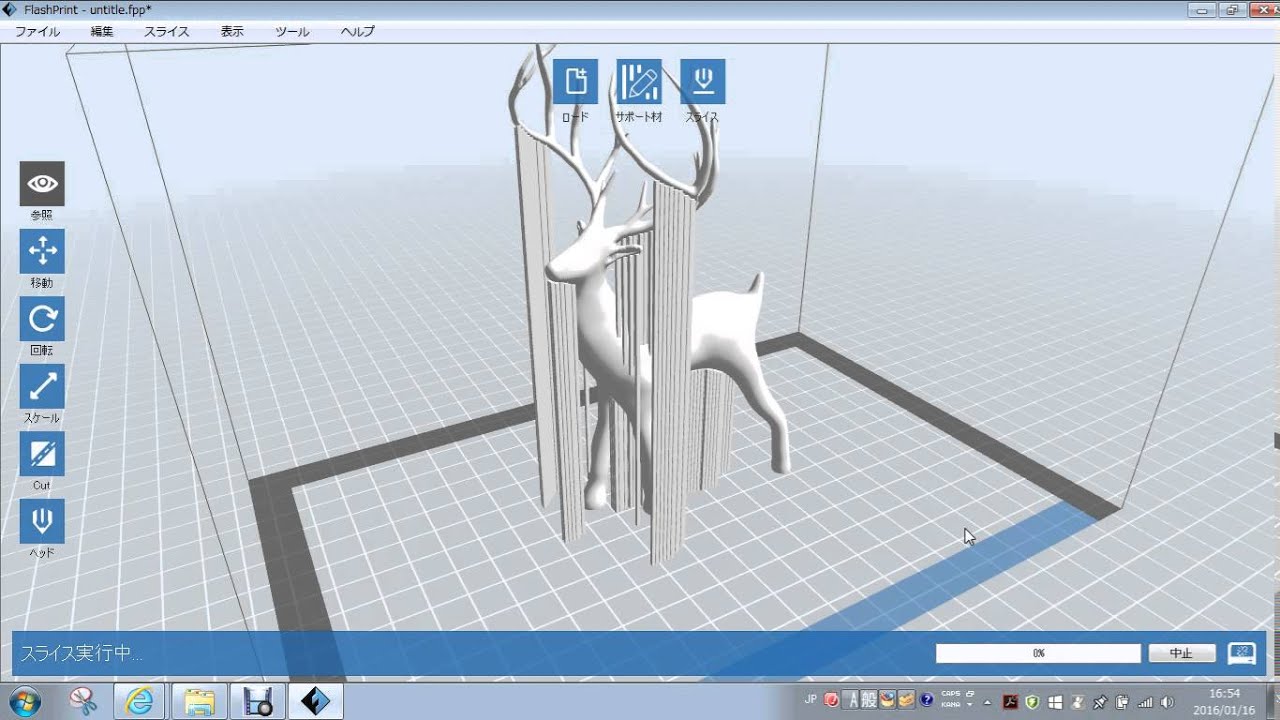 FlashPrint - untitle.fpp*
ファイル 編集 スライス 表示 ツール ヘルプ
ロード サポート材 スライス
参照
移動
回転
スケール
Cut
ヘッド
スライス実行中...
0%
中止
JP A 般 CAPS KANA
16:54
2016/01/16